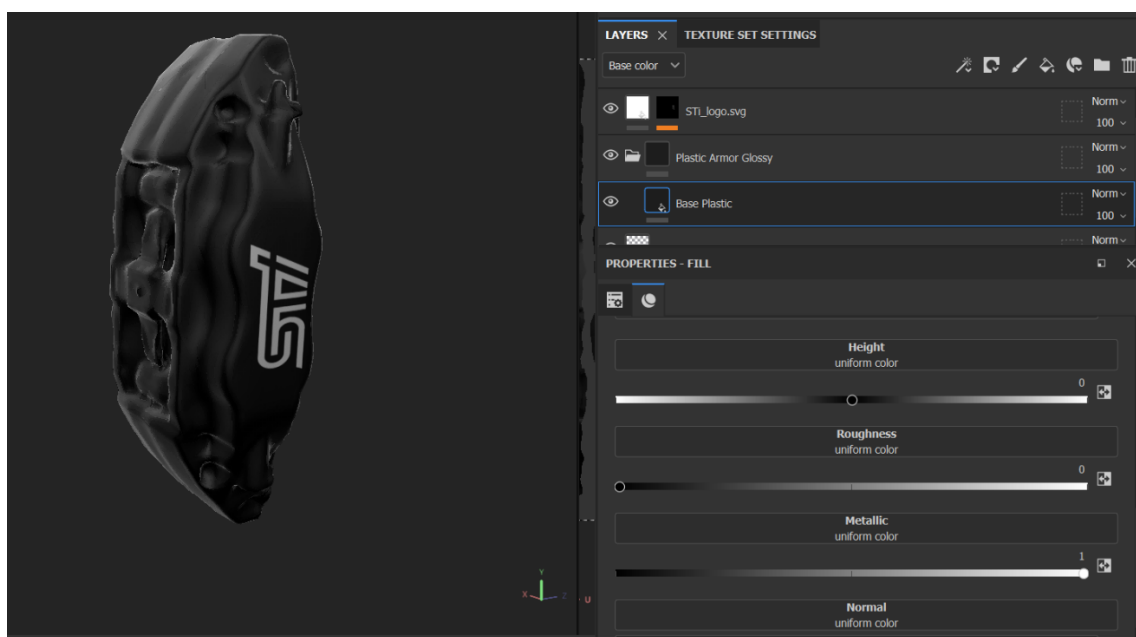 LAYERS
TEXTURE SET SETTINGS
Base color
STi_logo.svg
Norm
100
Plastic Armor Glossy
Norm
100
Base Plastic
Norm
100
Norm
PROPERTIES - FILL
Height
uniform color
0
Roughness
uniform color
0
Metallic
uniform color
1
Normal
uniform color
STi
Y
X
Z
U